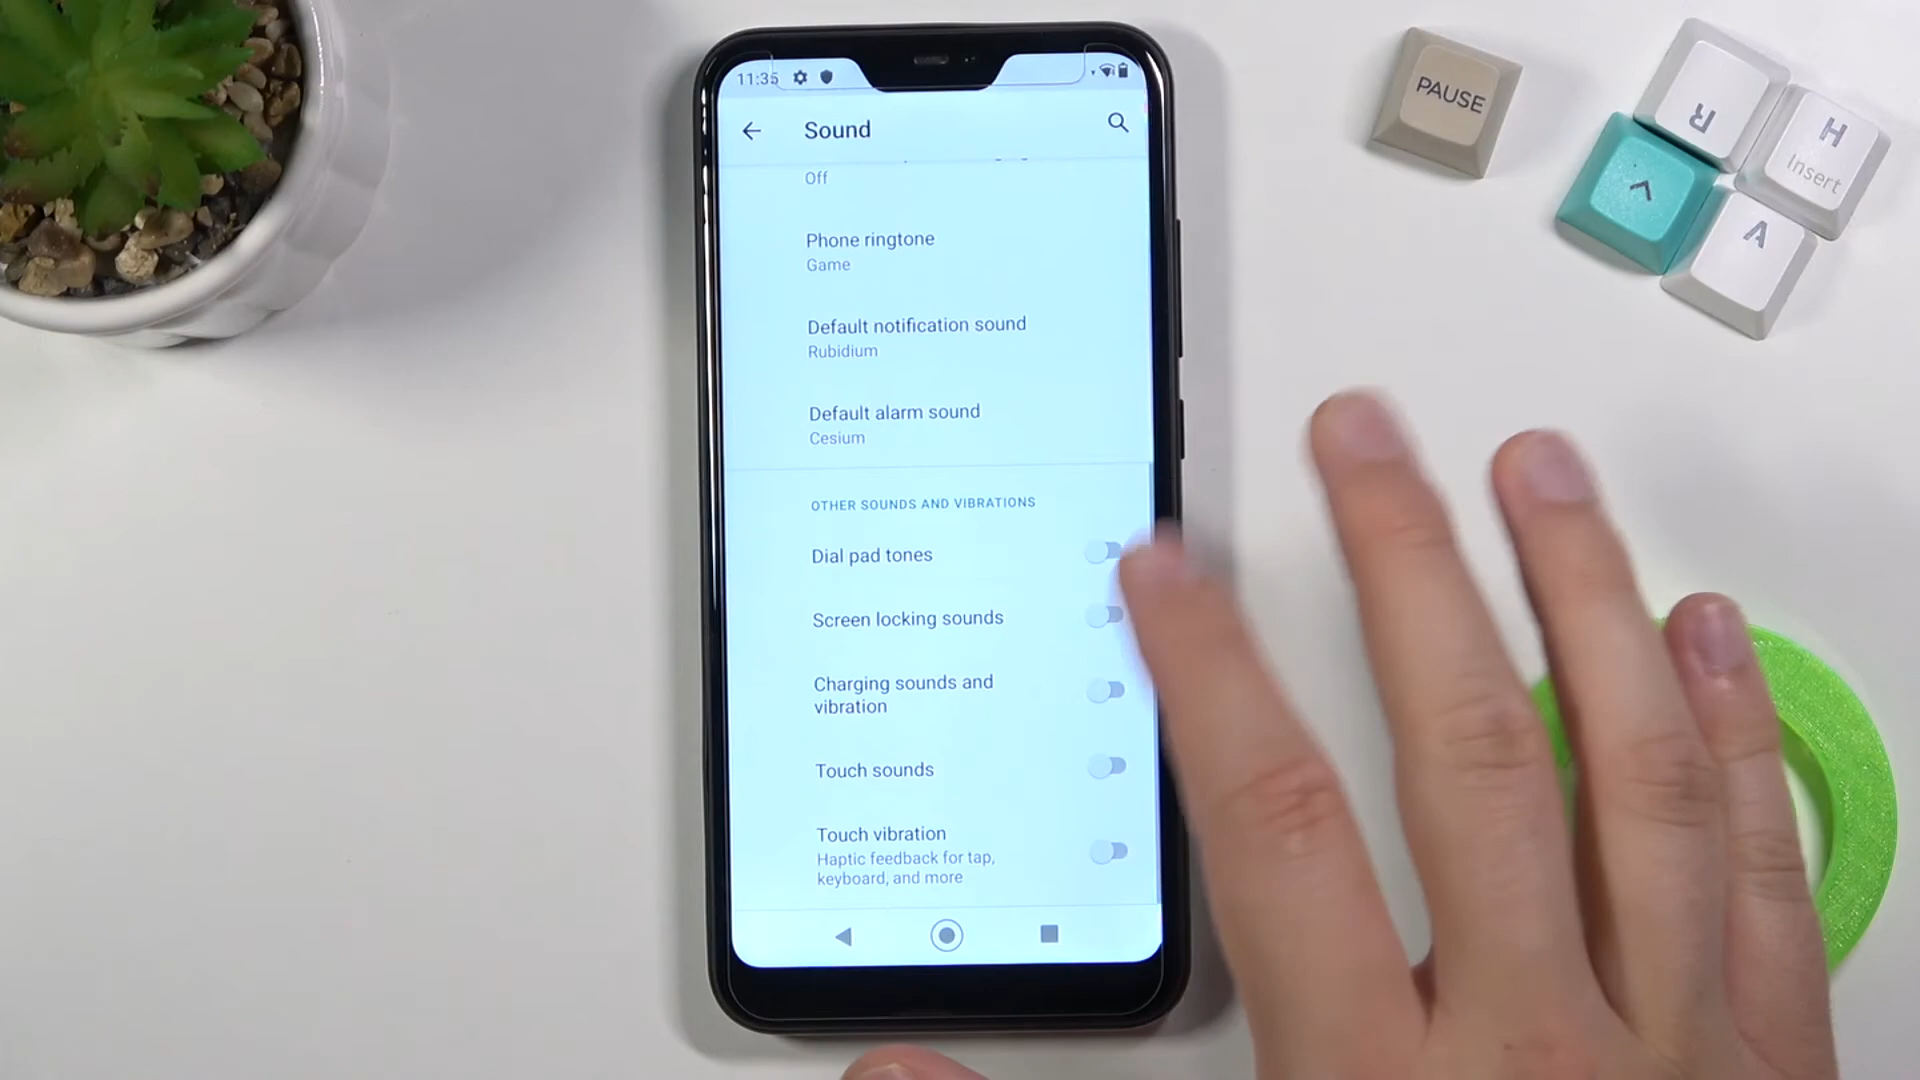 11:35
Sound
Off
Phone ringtone
Game
Default notification sound
Rubidium
Default alarm sound
Cesium
OTHER SOUNDS AND VIBRATIONS
Dial pad tones
Screen locking sounds
Charging sounds and
vibration
Touch sounds
Touch vibration
Haptic feedback for tap,
keyboard, and more
PAUSE
R
H
Insert
A